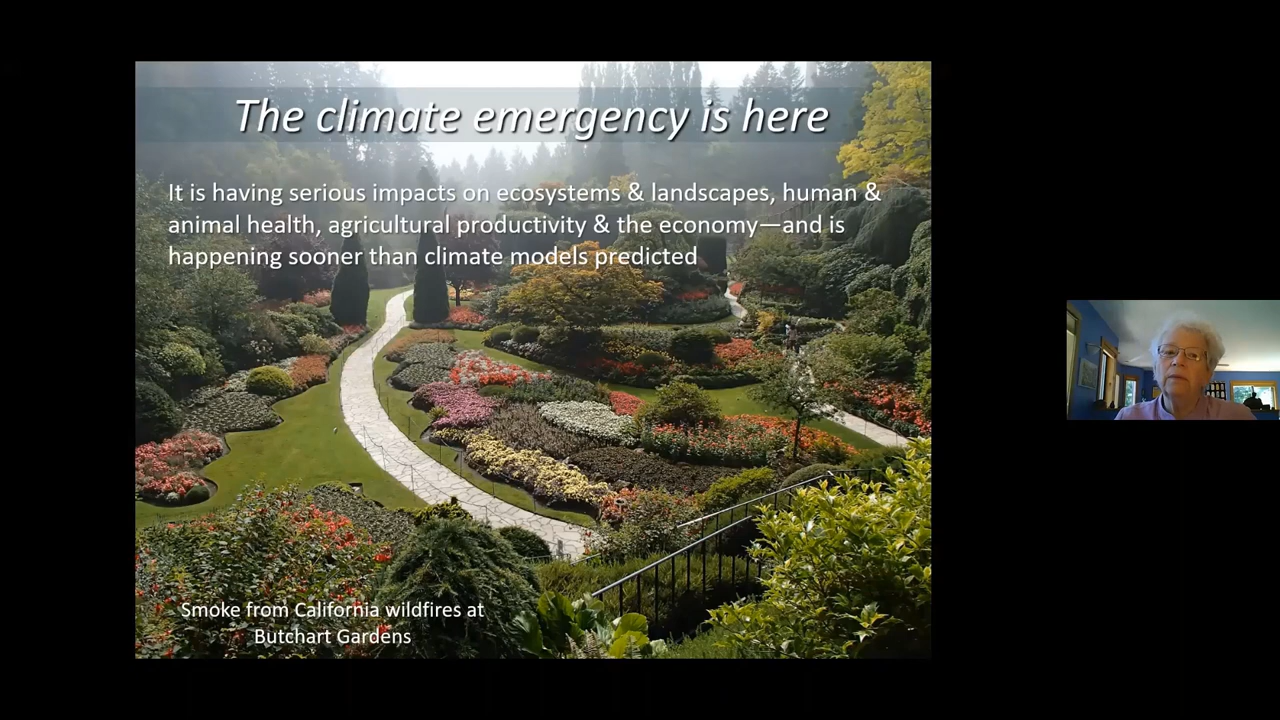 The climate emergency is here
It is having serious impacts on ecosystems & landscapes, human &
animal health, agricultural productivity & the economy—and is
happening sooner than climate models predicted
Smoke from California wildfires at
Butchart Gardens